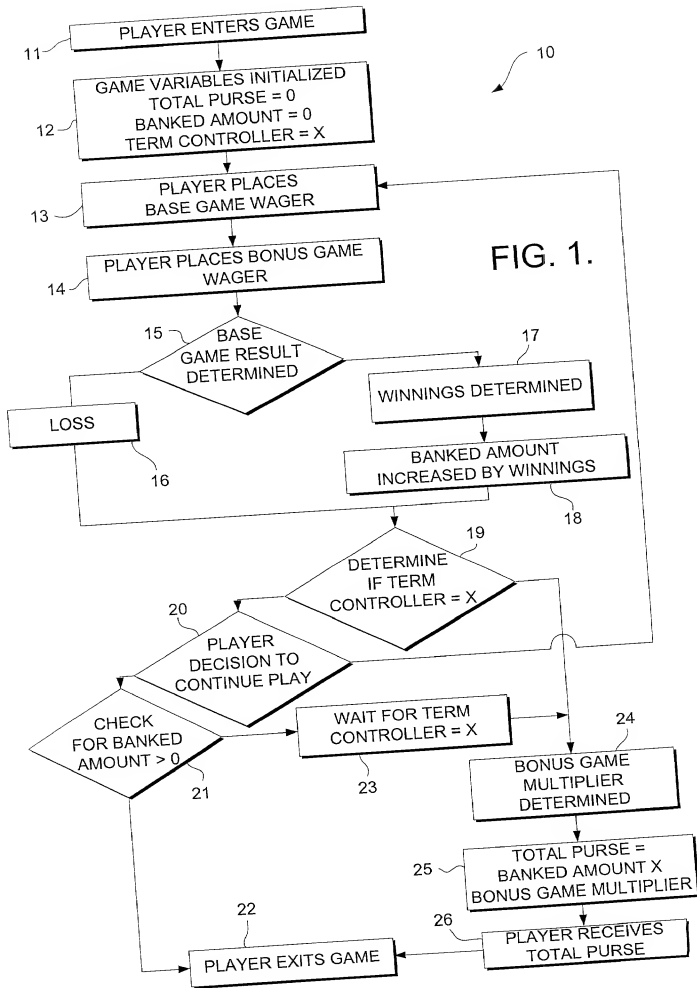 PLAYER ENTERS GAME
11
10
GAME VARIABLES INITIALIZED
TOTAL PURSE = 0
BANKED AMOUNT = 0
TERM CONTROLLER = X
12
PLAYER PLACES
BASE GAME WAGER
13
FIG. 1.
PLAYER PLACES BONUS GAME
WAGER
14
15
BASE
GAME RESULT
DETERMINED
17
WINNINGS DETERMINED
LOSS
16
BANKED AMOUNT
INCREASED BY WINNINGS
18
19
DETERMINE
IF TERM
CONTROLLER = X
20
PLAYER
DECISION TO
CONTINUE PLAY
CHECK
FOR BANKED
AMOUNT > 0
21
WAIT FOR TERM
CONTROLLER = X
23
24
BONUS GAME
MULTIPLIER
DETERMINED
25
TOTAL PURSE =
BANKED AMOUNT X
BONUS GAME MULTIPLIER
26
PLAYER RECEIVES
TOTAL PURSE
22
PLAYER EXITS GAME